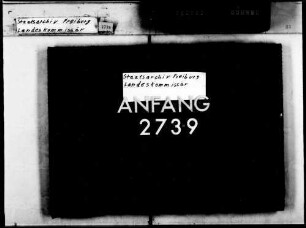 Staatsarchiv Freiburg
Landeskommissär
Staatsarchiv Freiburg
Landeskommissär
ANFANG
2739